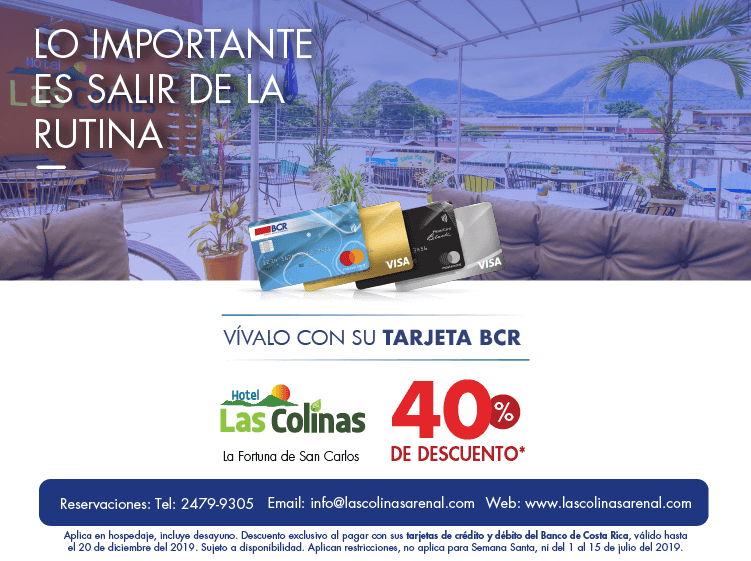 LO IMPORTANTE
ES SALIR DE LA
RUTINA
Hotel
Las Colinas
BCR
VISA
VISA
VÍVALO CON SU TARJETA BCR
Hotel
Las Colinas
La Fortuna de San Carlos
40%
DE DESCUENTO*
Reservaciones: Tel: 2479-9305 Email: info@lascolinasarenal.com Web: www.lascolinasarenal.com
Aplica en hospedaje, incluye desayuno. Descuento exclusivo al pagar con sus tarjetas de crédito y débito del Banco de Costa Rica, válido hasta
el 20 de diciembre del 2019. Sujeto a disponibilidad. Aplican restricciones, no aplica para Semana Santa, ni del 1 al 15 de julio del 2019.